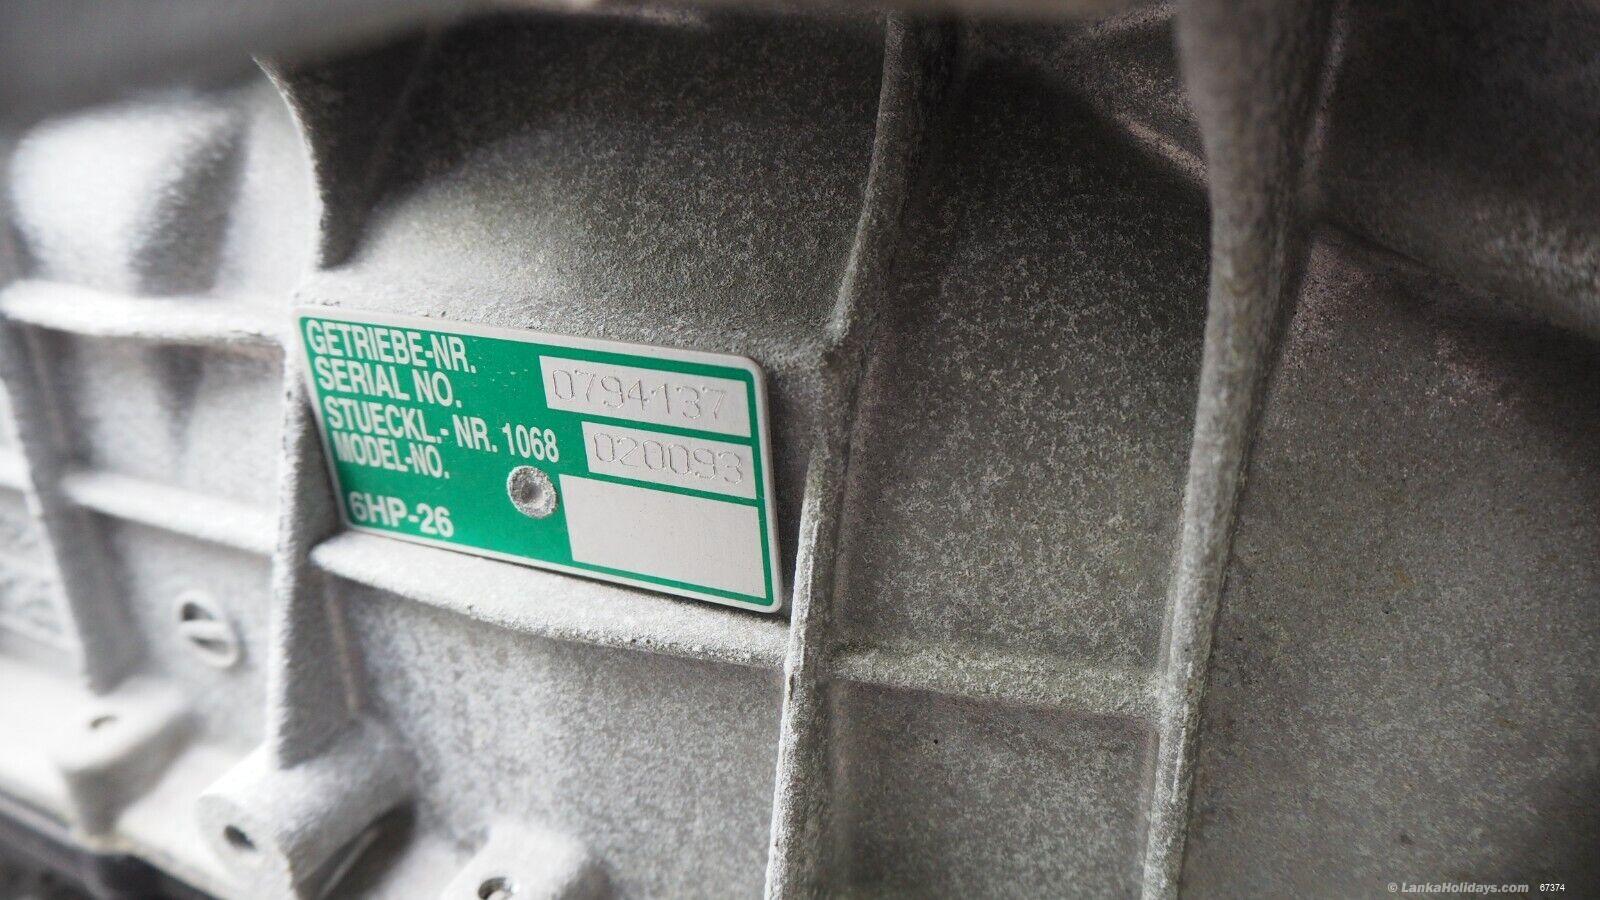 GETRIEBE-NR.
SERIAL NO. 0794137
STUECKL.- NR. 1068 020093
MODEL-NO.
6HP-26
© LankaHolidays.com 67374